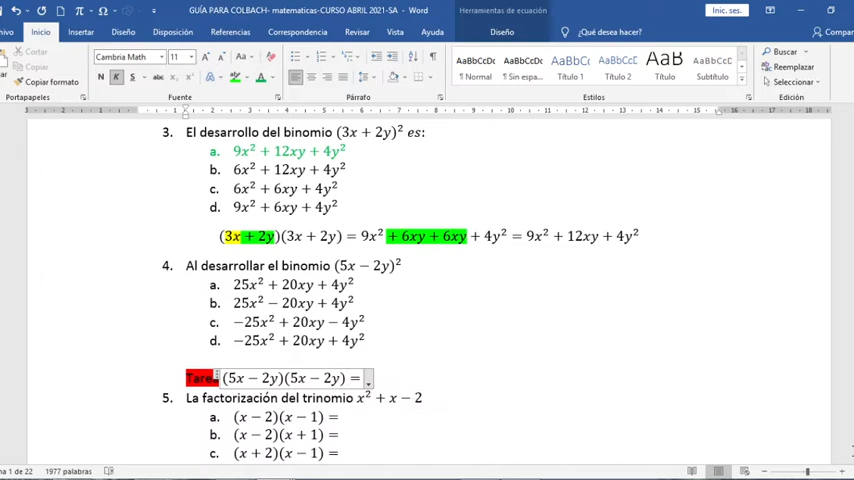 GUÍA PARA COLBACH- matematicas-CURSO ABRIL 2021-SA - Word
Herramientas de ecuación
Inic. ses.
Inicio Insertar Diseño Disposición Referencias Correspondencia Revisar Vista Ayuda Diseño ¿Qué desea hacer?
Cortar
Copiar
Copiar formato
Portapapeles
Cambria Math 11
N K S abc x₂ x²
Fuente
Párrafo
AaBbCcDc AaBbCcDc AaBbC AaBbCcD AaB AaBbCcD
¶ Normal ¶ Sin espa... Título 1 Título 2 Título Subtítulo
Estilos
Buscar
Reemplazar
Seleccionar
Edición
3. El desarrollo del binomio (3x + 2y)² es:
a. 9x² + 12xy + 4y²
b. 6x² + 12xy + 4y²
c. 6x² + 6xy + 4y²
d. 9x² + 6xy + 4y²
(3x + 2y)(3x + 2y) = 9x² + 6xy + 6xy + 4y² = 9x² + 12xy + 4y²
4. Al desarrollar el binomio (5x − 2y)²
a. 25x² + 20xy + 4y²
b. 25x² − 20xy + 4y²
c. −25x² + 20xy − 4y²
d. −25x² + 20xy + 4y²
Tarea (5x − 2y)(5x − 2y) =
5. La factorización del trinomio x² + x − 2
a. (x − 2)(x − 1) =
b. (x − 2)(x + 1) =
c. (x + 2)(x − 1) =
1 de 22 1977 palabras